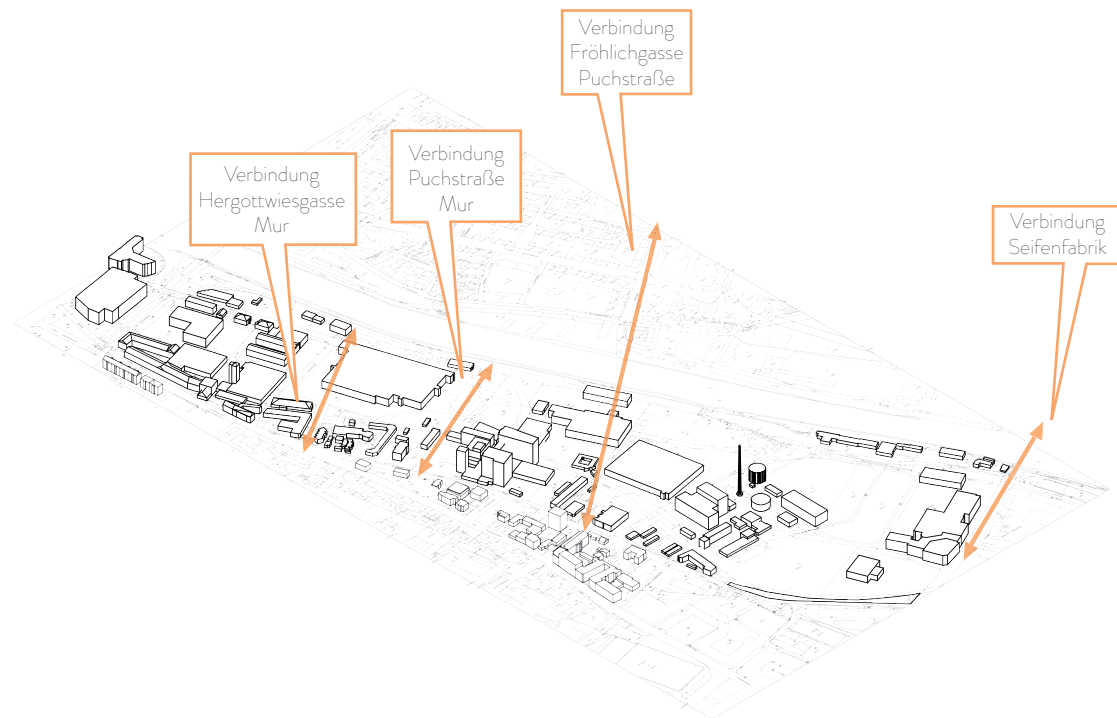 Verbindung
Fröhlichgasse
Puchstraße
Verbindung
Puchstraße
Mur
Verbindung
Hergottwiesgasse
Mur
Verbindung
Seifenfabrik